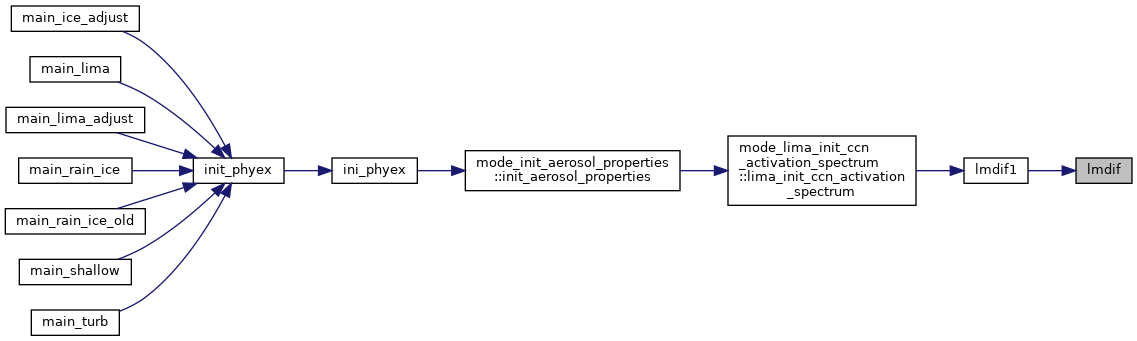 main_ice_adjust
main_lima
main_lima_adjust
main_rain_ice
main_rain_ice_old
main_shallow
main_turb
init_phyex
ini_phyex
mode_init_aerosol_properties
::init_aerosol_properties
mode_lima_init_ccn
_activation_spectrum
::lima_init_ccn_activation
_spectrum
lmdif1
lmdif